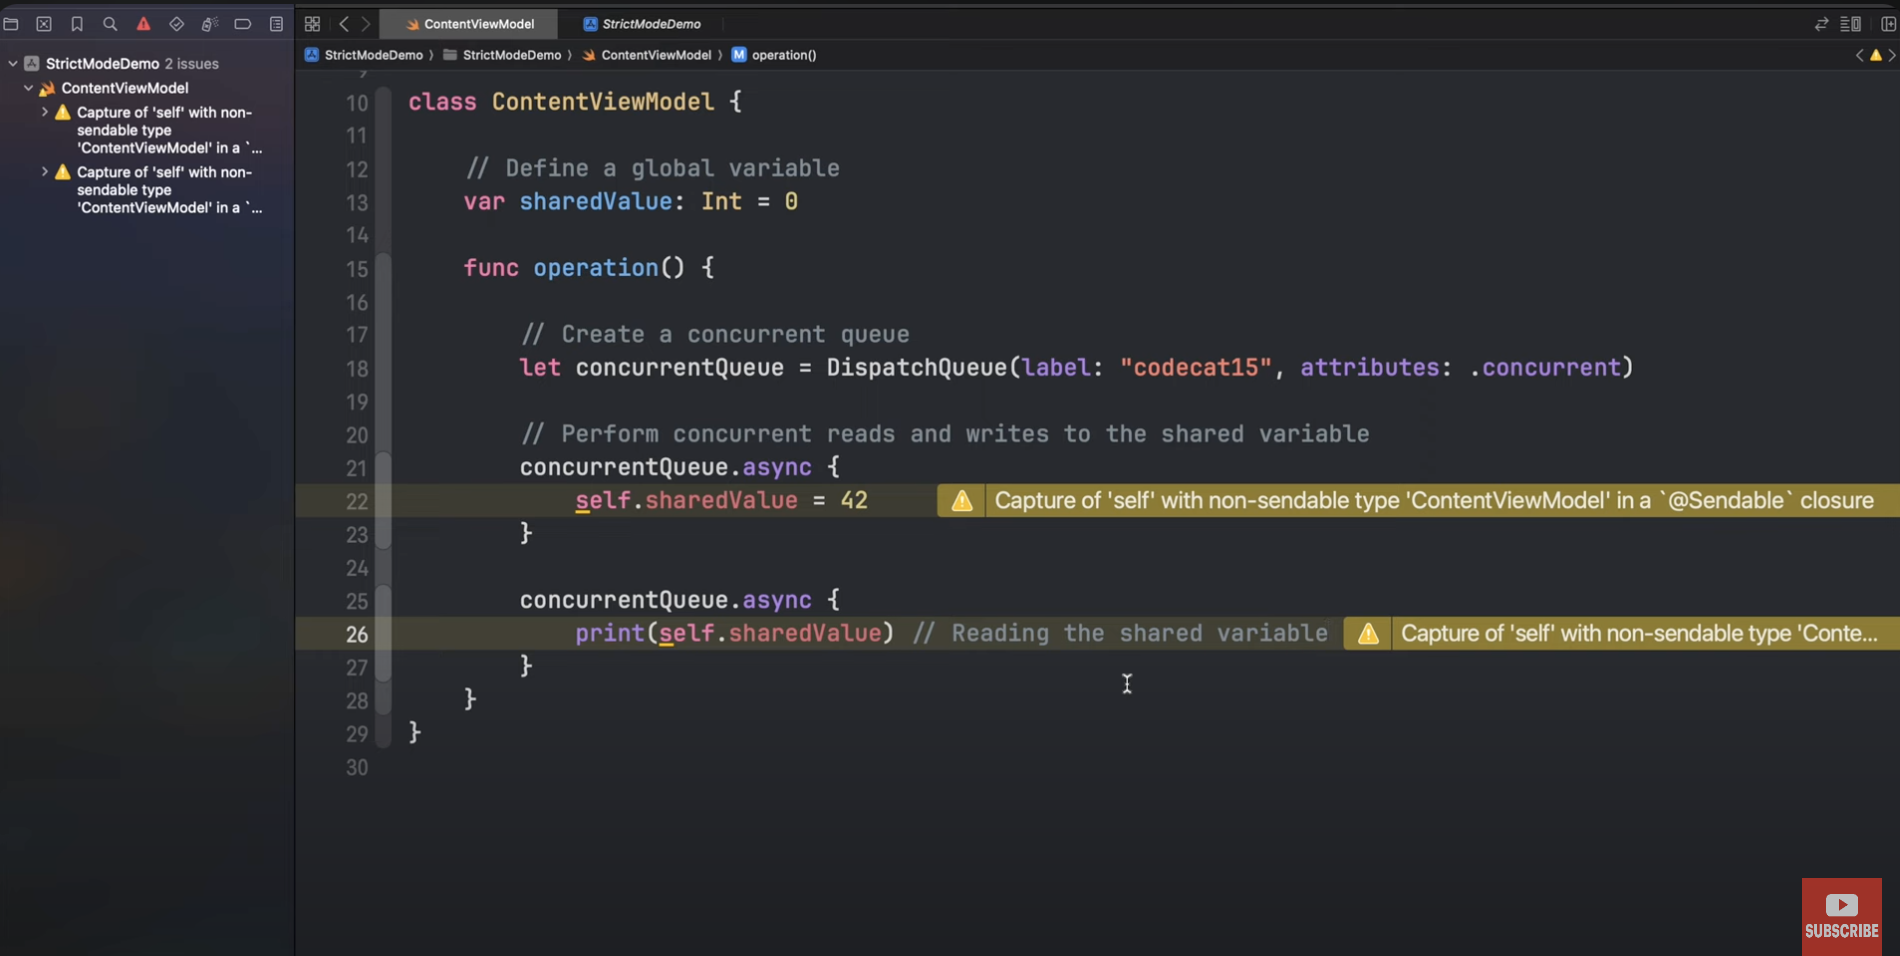 ContentViewModel
StrictModeDemo
StrictModeDemo 2 issues
ContentViewModel
Capture of 'self' with non-
sendable type
'ContentViewModel' in a `...
Capture of 'self' with non-
sendable type
'ContentViewModel' in a `...
StrictModeDemo
StrictModeDemo
ContentViewModel
M operation()
9
10 class ContentViewModel {
11
12 // Define a global variable
13 var sharedValue: Int = 0
14
15 func operation() {
16
17 // Create a concurrent queue
18 let concurrentQueue = DispatchQueue(label: "codecat15", attributes: .concurrent)
19
20 // Perform concurrent reads and writes to the shared variable
21 concurrentQueue.async {
22 self.sharedValue = 42 Capture of 'self' with non-sendable type 'ContentViewModel' in a `@Sendable` closure
23 }
24
25 concurrentQueue.async {
26 print(self.sharedValue) // Reading the shared variable Capture of 'self' with non-sendable type 'Conte...
27 }
28 }
29 }
30
SUBSCRIBE